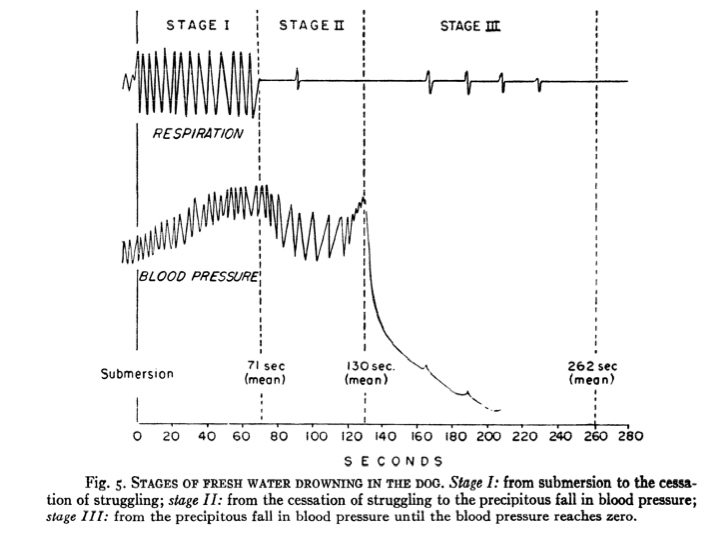 STAGE I STAGE II STAGE III
RESPIRATION
BLOOD PRESSURE
Submersion
71 sec
(mean)
130 sec.
(mean)
262 sec
(mean)
0 20 40 60 80 100 120 140 160 180 200 220 240 260 280
SECONDS
Fig. 5. STAGES OF FRESH WATER DROWNING IN THE DOG. Stage I: from submersion to the cessa-
tion of struggling; stage II: from the cessation of struggling to the precipitous fall in blood pressure;
stage III: from the precipitous fall in blood pressure until the blood pressure reaches zero.